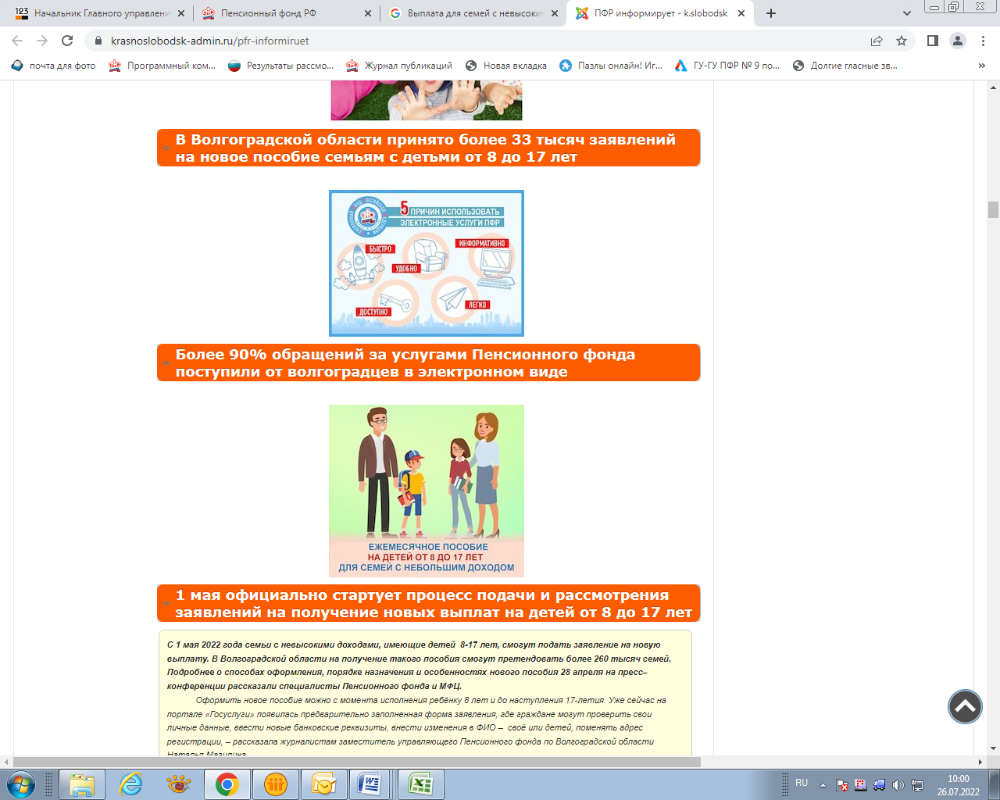 Начальник Главного управлени
Пенсионный фонд РФ
Выплата для семей с невысоким
ПФР информирует - k.slobodsk
krasnoslobodsk-admin.ru/pfr-informiruet
почта для фото
Программный ком...
Результаты рассмо...
Журнал публикаций
Новая вкладка
Пазлы онлайн! Иг...
ГУ-ГУ ПФР № 9 по...
Долгие гласные зв...
»
В Волгоградской области принято более 33 тысяч заявлений
на новое пособие семьям с детьми от 8 до 17 лет
5 ПРИЧИН ИСПОЛЬЗОВАТЬ
ЭЛЕКТРОННЫЕ УСЛУГИ ПФР
БЫСТРО
ИНФОРМАТИВНО
УДОБНО
ЛЕГКО
ДОСТУПНО
Более 90% обращений за услугами Пенсионного фонда
поступили от волгоградцев в электронном виде
ЕЖЕМЕСЯЧНОЕ ПОСОБИЕ
НА ДЕТЕЙ ОТ 8 ДО 17 ЛЕТ
ДЛЯ СЕМЕЙ С НЕБОЛЬШИМ ДОХОДОМ
1 мая официально стартует процесс подачи и рассмотрения
заявлений на получение новых выплат на детей от 8 до 17 лет
С 1 мая 2022 года семьи с невысокими доходами, имеющие детей 8-17 лет, смогут подать заявление на новую
выплату. В Волгоградской области на получение такого пособия смогут претендовать более 260 тысяч семей.
Подробнее о способах оформления, порядке назначения и особенностях нового пособия 28 апреля на пресс–
конференции рассказали специалисты Пенсионного фонда и МФЦ.
Оформить новое пособие можно с момента исполнения ребёнку 8 лет и до наступления 17-летия. Уже сейчас на
портале «Госуслуги» появилась предварительно заполненная форма заявления, где граждане могут проверить свои
личные данные, ввести новые банковские реквизиты, внести изменения в ФИО – своё или детей, поменять адрес
регистрации, – рассказала журналистам заместитель управляющего Пенсионного фонда по Волгоградской области
Наталья
RU
10:00
26.07.2022